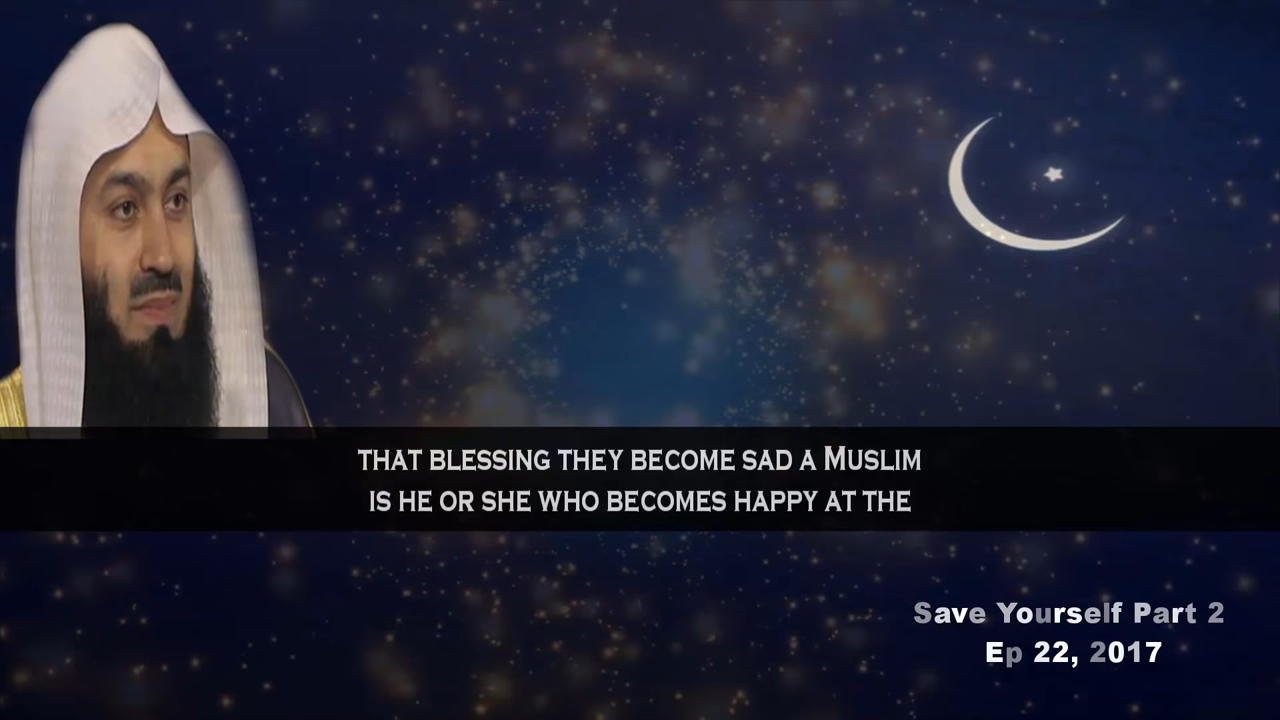 that blessing they become sad a Muslim
is he or she who becomes happy at the
Save Yourself Part 2
Ep 22, 2017